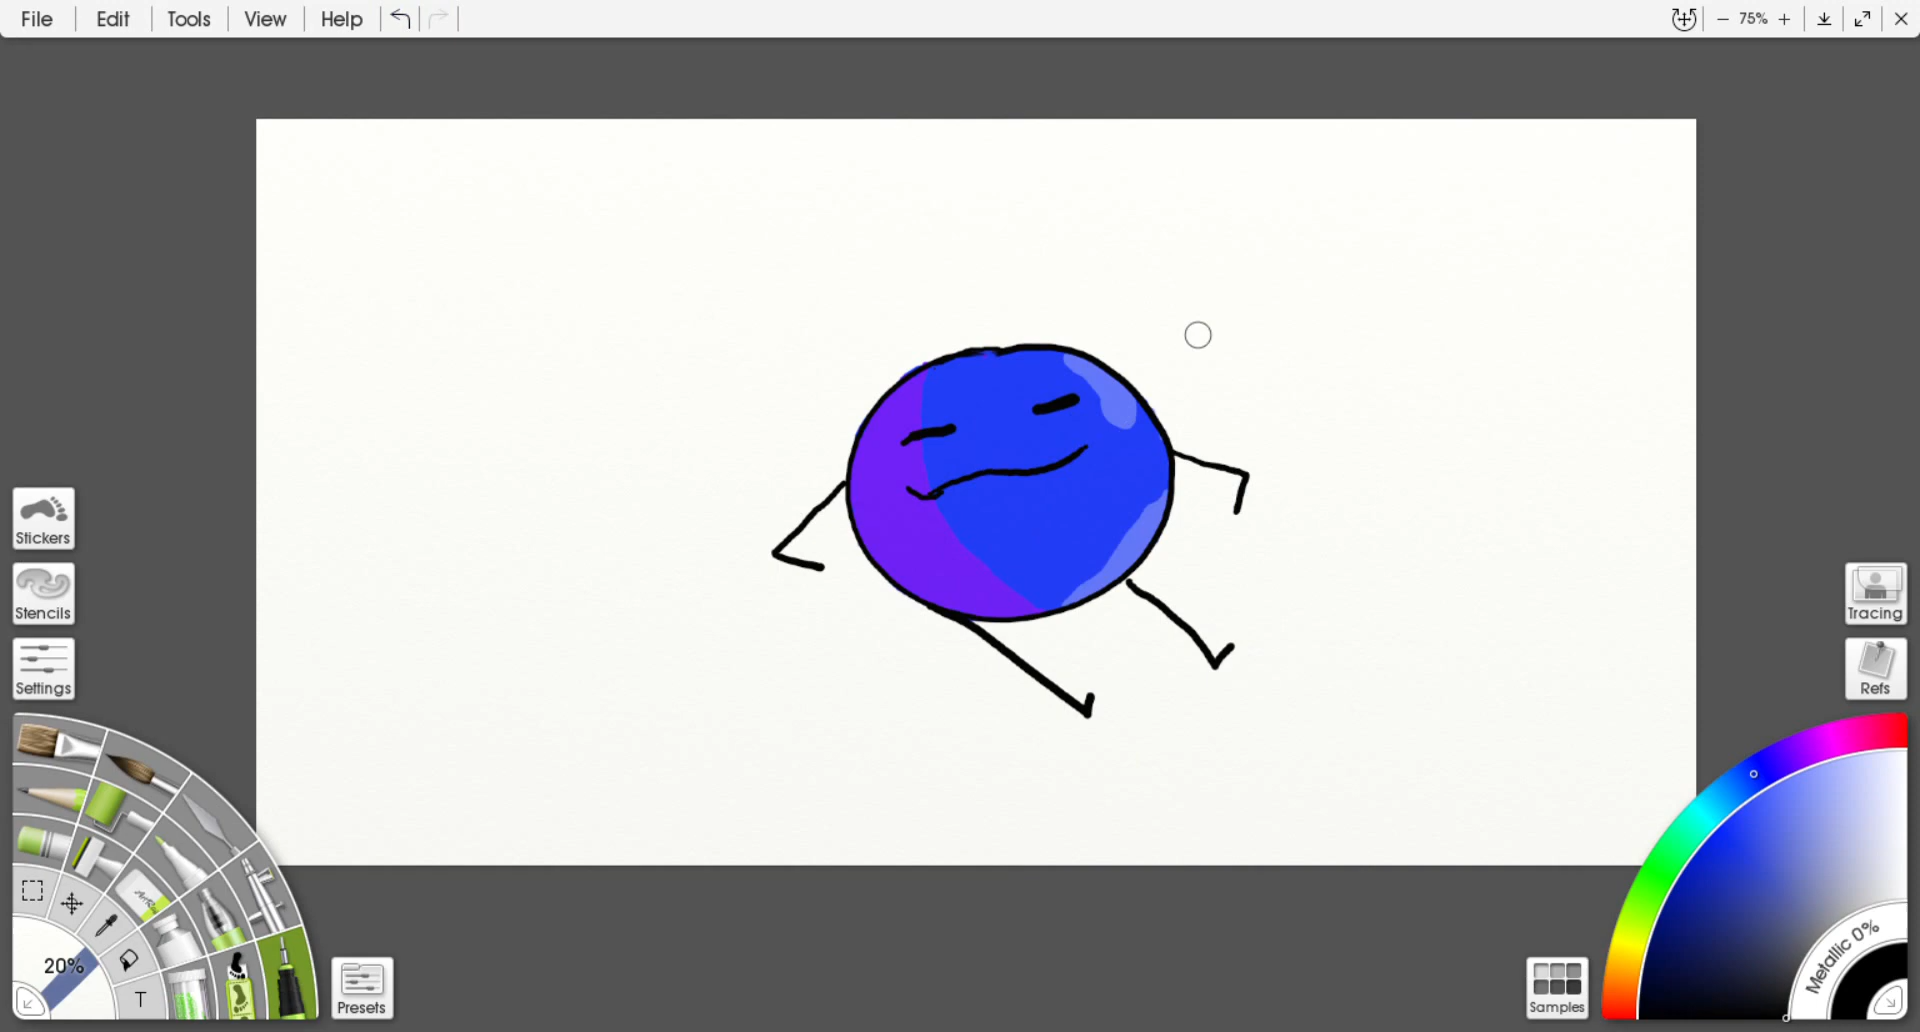 File Edit Tools View Help 75%
Stickers
Stencils
Settings
20%
T
Presets
Tracing
Refs
Metallic 0%
Samples